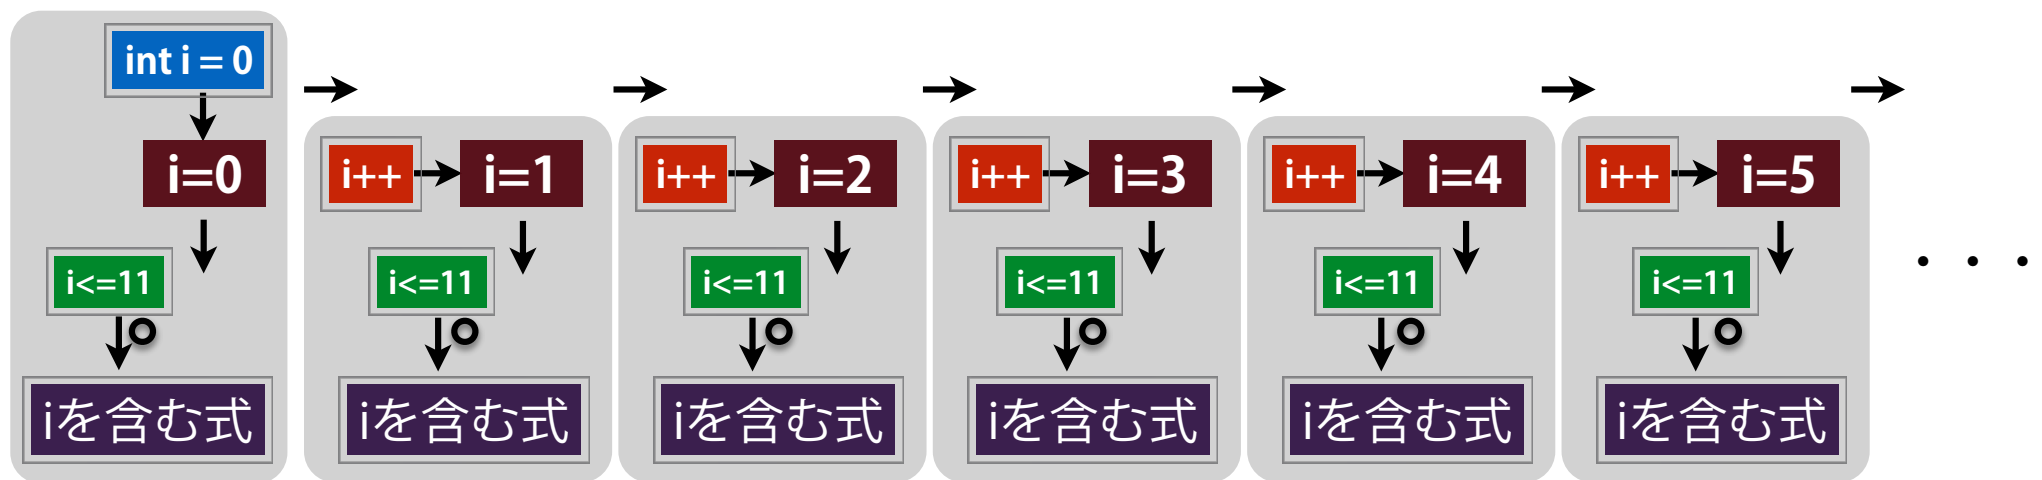 int i = 0
i=0
i<=11
iを含む式
i++
i=1
i<=11
iを含む式
i++
i=2
i<=11
iを含む式
i++
i=3
i<=11
iを含む式
i++
i=4
i<=11
iを含む式
i++
i=5
i<=11
iを含む式
・・・